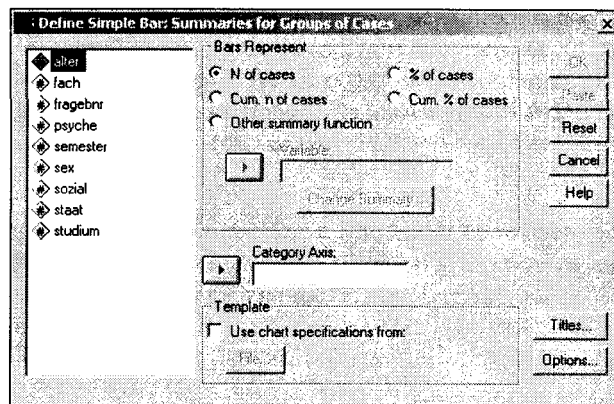 Define Simple Bar: Summaries for Groups of Cases
alter
fach
fragebnr
psyche
semester
sex
sozial
staat
studium
Bars Represent
N of cases
% of cases
Cum. n of cases
Cum. % of cases
Other summary function
Variable:
Change Summary...
Category Axis:
Template
Use chart specifications from:
File...
OK
Paste
Reset
Cancel
Help
Titles...
Options...